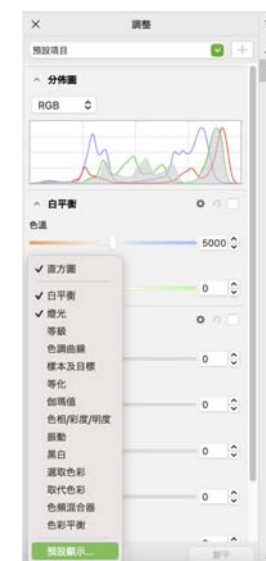 調整
預設項目
分佈圖
RGB
白平衡
色溫
5000
✓ 直方圖
0
✓ 白平衡
✓ 燈光
等級
色調曲線
0
樣本及目標
等化
0
伽瑪值
色相/彩度/明度
振動
0
黑白
選取色彩
取代色彩
0
色頻混合器
色彩平衡
預設顯示...
攤平